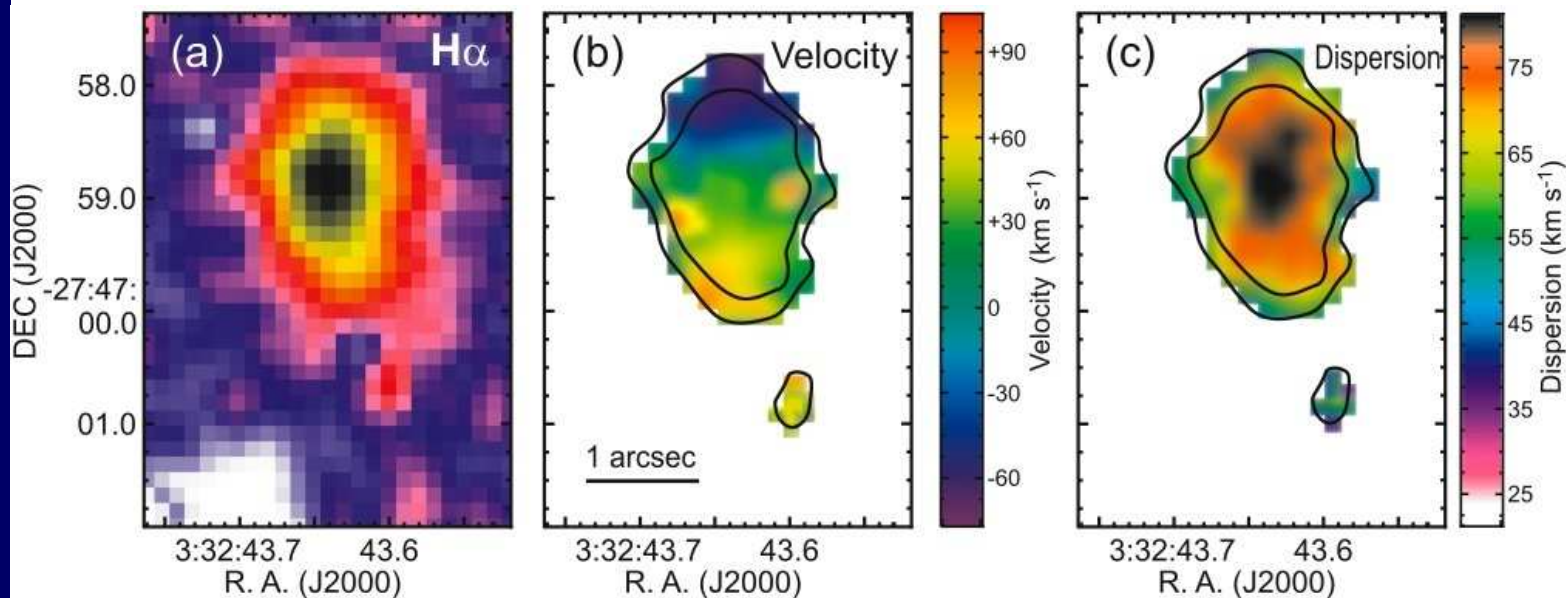 (a)
Hα
(b)
Velocity
(c)
Dispersion
58.0
59.0
-27:47:
00.0
01.0
DEC (J2000)
3:32:43.7
43.6
R. A. (J2000)
1 arcsec
3:32:43.7
43.6
R. A. (J2000)
+90
+60
+30
0
-30
-60
Velocity (km s-1)
3:32:43.7
43.6
R. A. (J2000)
75
65
55
45
35
25
Dispersion (km s-1)